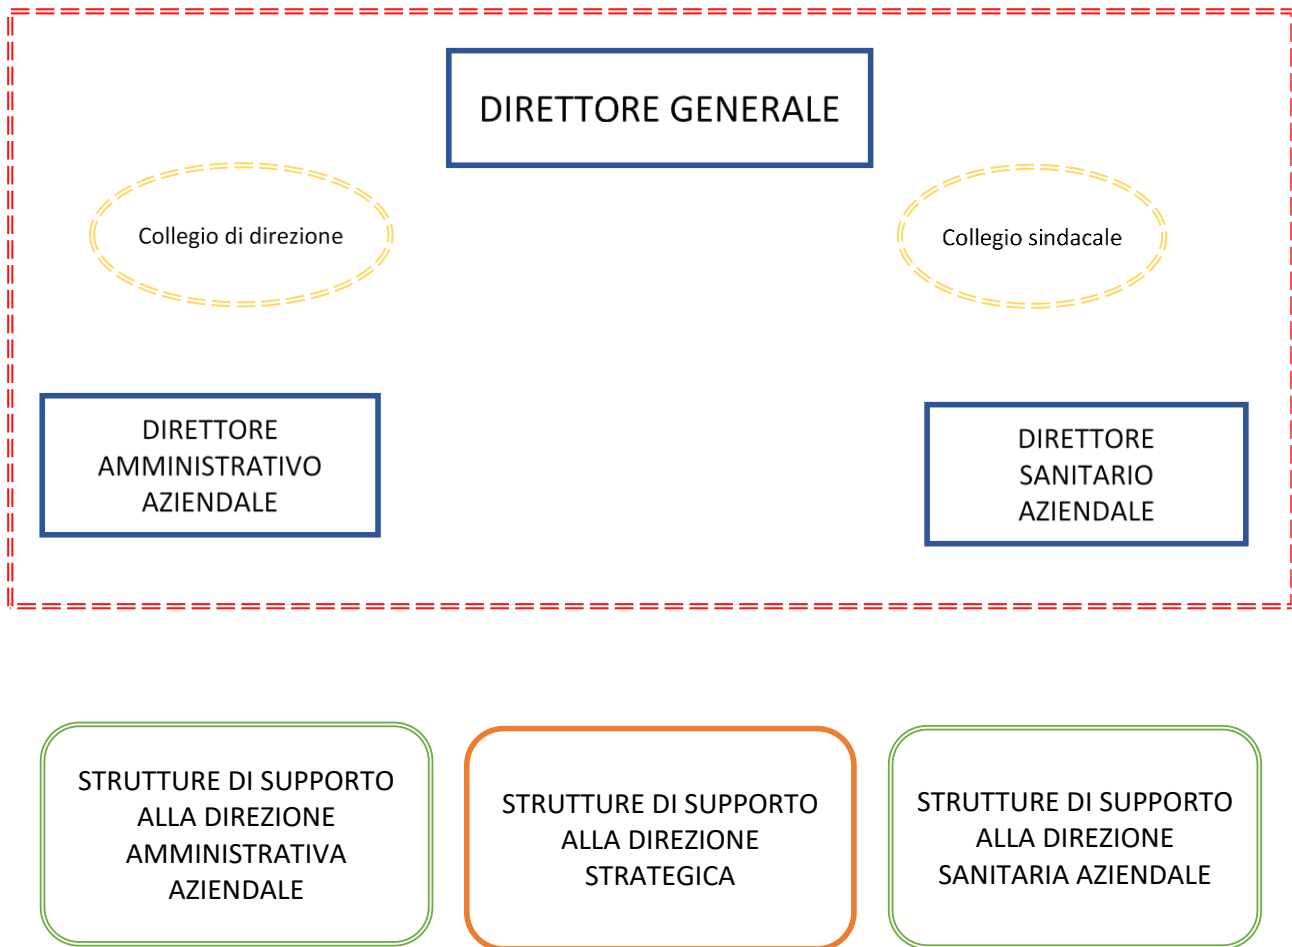 DIRETTORE GENERALE
Collegio di direzione
Collegio sindacale
DIRETTORE
AMMINISTRATIVO
AZIENDALE
DIRETTORE
SANITARIO
AZIENDALE
STRUTTURE DI SUPPORTO
ALLA DIREZIONE
AMMINISTRATIVA
AZIENDALE
STRUTTURE DI SUPPORTO
ALLA DIREZIONE
STRATEGICA
STRUTTURE DI SUPPORTO
ALLA DIREZIONE
SANITARIA AZIENDALE